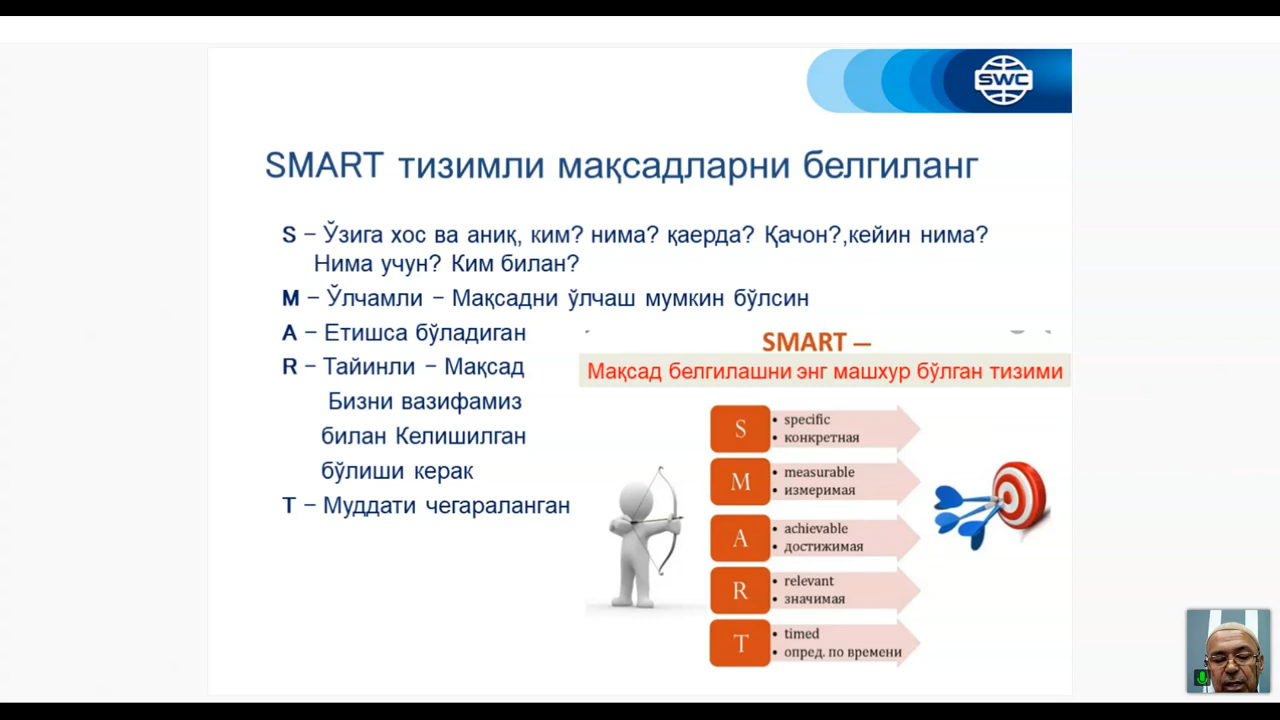 SWC
SMART тизимли мақсадларни белгиланг
S – Ўзига хос ва аниқ, ким? нима? қаерда? Қачон?,кейин нима?
Нима учун? Ким билан?
M – Ўлчамли – Мақсадни ўлчаш мумкин бўлсин
A – Етишса бўладиган
R – Тайинли – Мақсад
Бизни вазифамиз
билан Келишилган
бўлиши керак
T – Муддати чегараланган
SMART —
Мақсад белгилашни энг машхур бўлган тизими
S
• specific
• конкретная
M
• measurable
• измеримая
A
• achievable
• достижимая
R
• relevant
• значимая
T
• timed
• опред. по времени